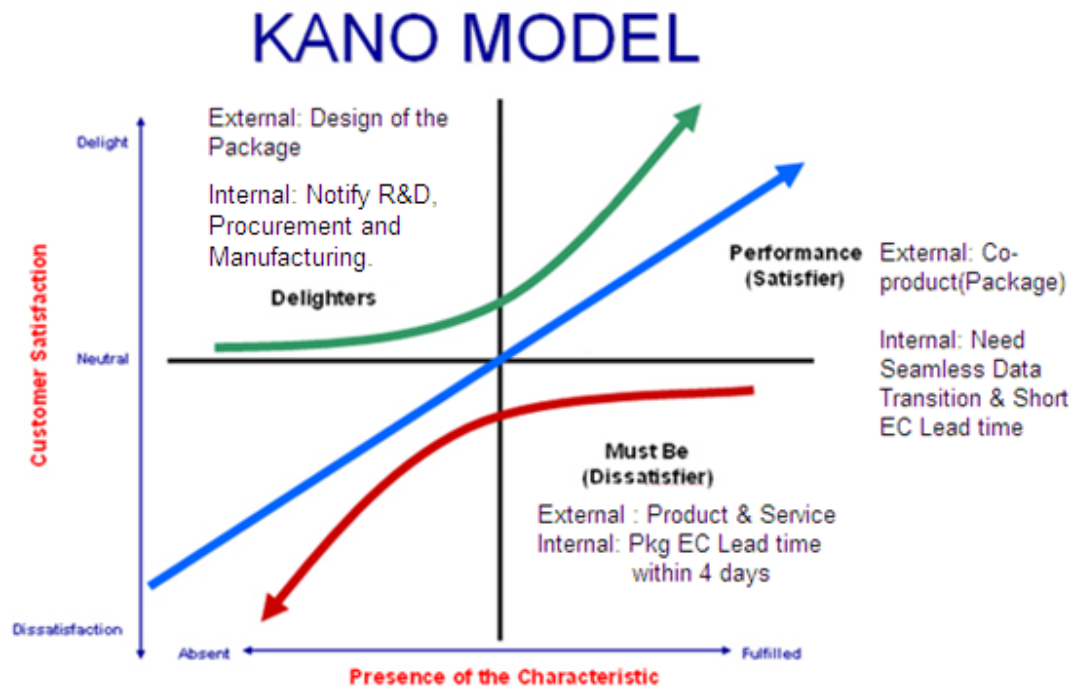 KANO MODEL
External: Design of the
Package
Internal: Notify R&D,
Procurement and
Manufacturing.
Delighters
Delight
Neutral
Dissatisfaction
Customer Satisfaction
Performance
(Satisfier)
External: Co-
product(Package)
Internal: Need
Seamless Data
Transition & Short
EC Lead time
Must Be
(Dissatisfier)
External : Product & Service
Internal: Pkg EC Lead time
within 4 days
Absent
Fulfilled
Presence of the Characteristic